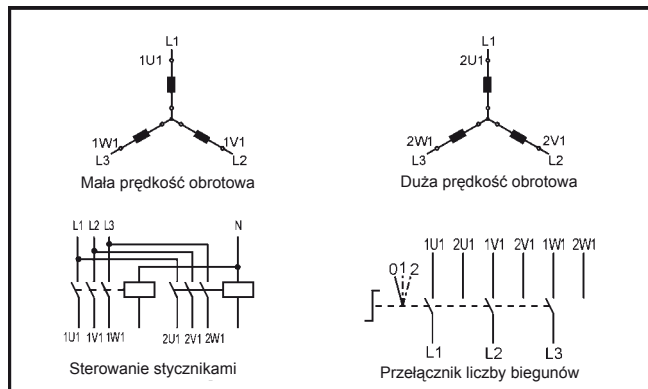 L1
1U1
1W1
1V1
L3
L2
Mała prędkość obrotowa
L1
2U1
2W1
2V1
L3
L2
Duża prędkość obrotowa
L1 L2 L3 N
1U1 1V1 1W1 2U1 2V1 2W1
Sterowanie stycznikami
1U1 2U1 1V1 2V1 1W1 2W1
0 1 2
L1 L2 L3
Przełącznik liczby biegunów